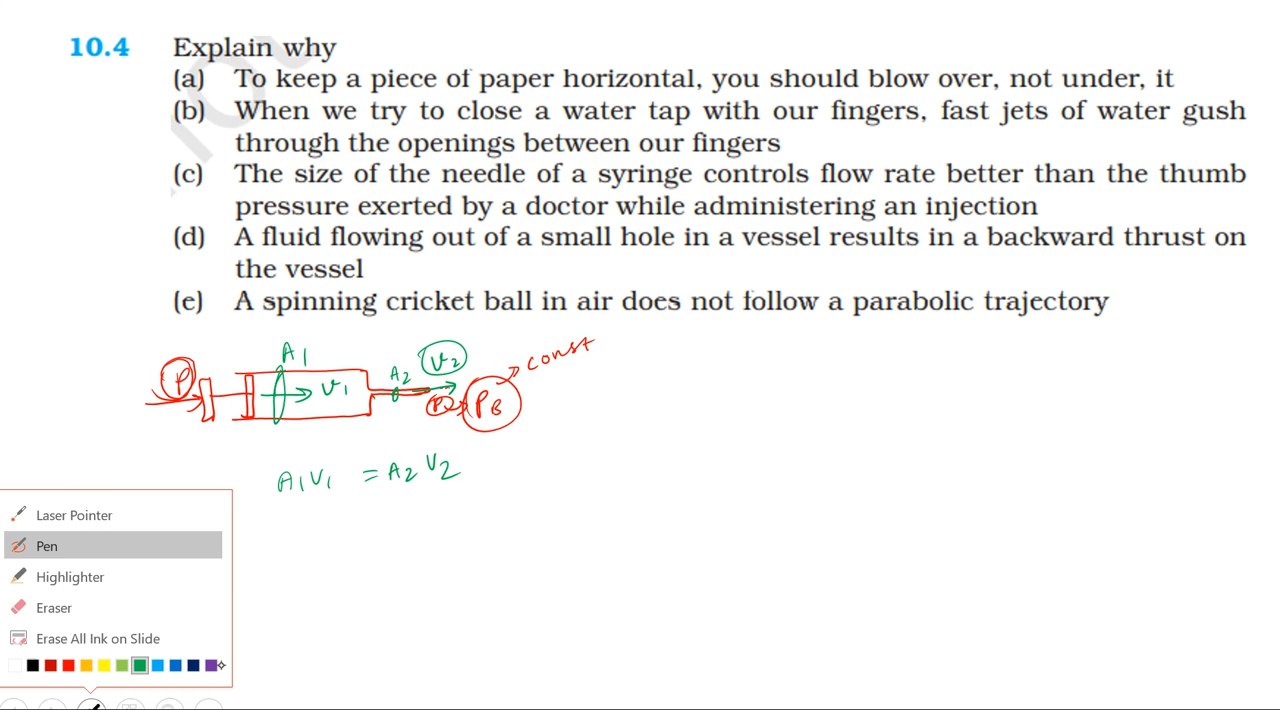 10.4 Explain why
(a) To keep a piece of paper horizontal, you should blow over, not under, it
(b) When we try to close a water tap with our fingers, fast jets of water gush
through the openings between our fingers
(c) The size of the needle of a syringe controls flow rate better than the thumb
pressure exerted by a doctor while administering an injection
(d) A fluid flowing out of a small hole in a vessel results in a backward thrust on
the vessel
(e) A spinning cricket ball in air does not follow a parabolic trajectory
A1 V2 const
P V1 A2 PB
A1V1 = A2 V2
Laser Pointer
Pen
Highlighter
Eraser
Erase All Ink on Slide